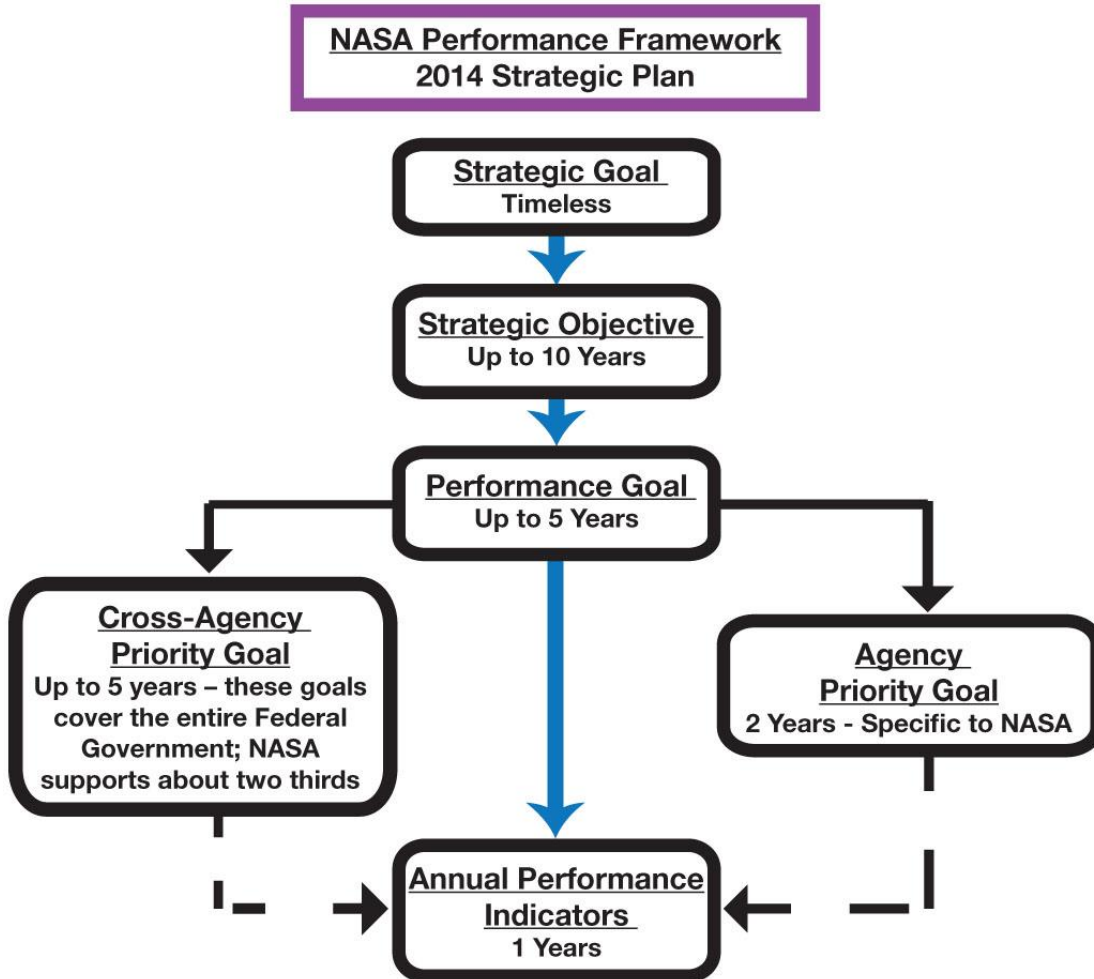 NASA Performance Framework
2014 Strategic Plan
Strategic Goal
Timeless
Strategic Objective
Up to 10 Years
Performance Goal
Up to 5 Years
Cross-Agency
Priority Goal
Up to 5 years – these goals
cover the entire Federal
Government; NASA
supports about two thirds
Agency
Priority Goal
2 Years - Specific to NASA
Annual Performance
Indicators
1 Years